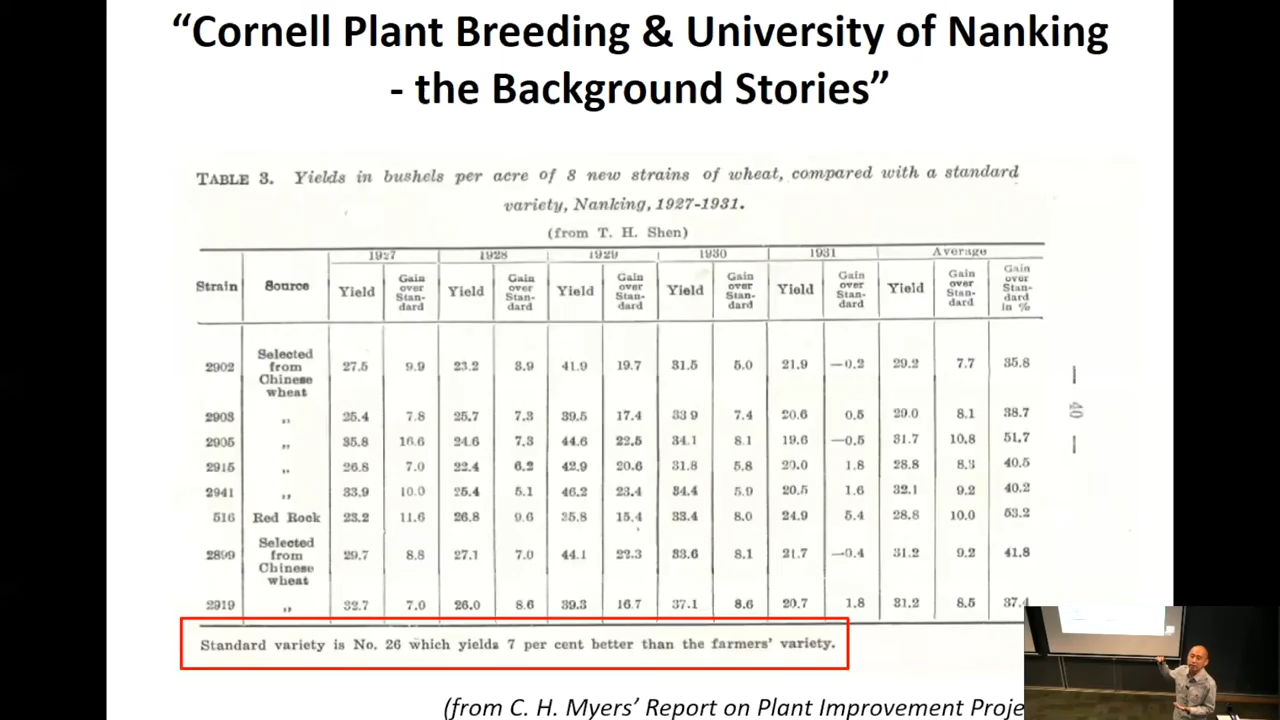 “Cornell Plant Breeding & University of Nanking
- the Background Stories”
TABLE 3. Yields in bushels per acre of 8 new strains of wheat, compared with a standard
variety, Nanking, 1927-1931.
(from T. H. Shen)
Strain Source 1927 1928 1929 1930 1931 Average
Yield Gain over Stan- dard Yield Gain over Stan- dard Yield Gain over Stan- dard Yield Gain over Stan- dard Yield Gain over Stan- dard Yield Gain over Stan- dard Gain over Stan- dard in %
2902 Selected from Chinese wheat 27.5 9.9 23.2 8.9 41.9 19.7 31.5 5.0 21.9 —0.2 29.2 7.7 35.8
2903 „ 25.4 7.8 25.7 7.3 39.5 17.4 33 9 7.4 20.6 0.5 29.0 8.1 38.7
2905 „ 35.8 16.6 24.6 7.3 44.6 22.5 34.1 8.1 19.6 —0.5 31.7 10.8 51.7
2915 „ 26.8 7.0 22.4 6.2 42.9 20.6 31.8 5.8 20.0 1.8 28.8 8.3 40.5
2941 „ 33.9 10.0 25.4 5.1 46.2 23.4 34.4 5.9 20.5 1.6 32.1 9.2 40.2
516 Red Rock 23.2 11.6 26.8 9.6 35.8 15.4 33.4 8.0 24.9 5.4 28.8 10.0 53.2
2899 Selected from Chinese wheat 29.7 8.8 27.1 7.0 44.1 22.3 33.6 8.1 21.7 —0.4 31.2 9.2 41.8
2919 „ 32.7 7.0 26.0 8.6 39.3 16.7 37.1 8.6 20.7 1.8 31.2 8.5 37.4
— 40 —
Standard variety is No. 26 which yields 7 per cent better than the farmers' variety.
(from C. H. Myers’ Report on Plant Improvement Proje